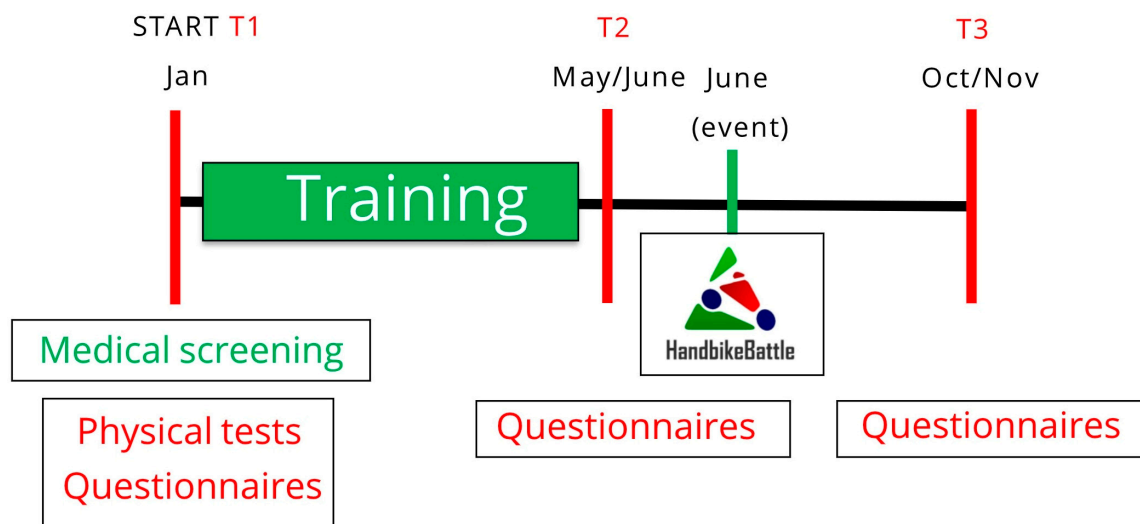 START T1
T2
T3
Jan
May/June
June
Oct/Nov
(event)
Training
HandbikeBattle
Medical screening
Physical tests
Questionnaires
Questionnaires
Questionnaires